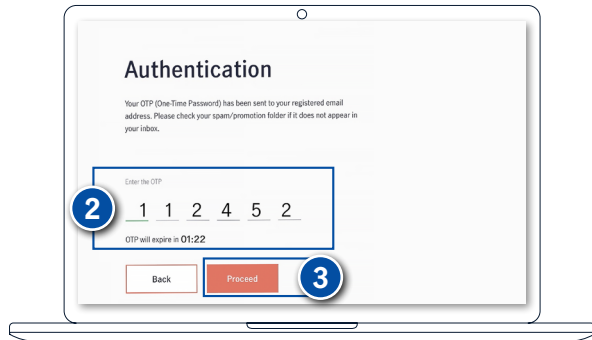 Authentication
Your OTP (One-Time Password) has been sent to your registered email
address. Please check your spam/promotion folder if it does not appear in
your inbox.
Enter the OTP
2
1 1 2 4 5 2
OTP will expire in 01:22
Back Proceed 3